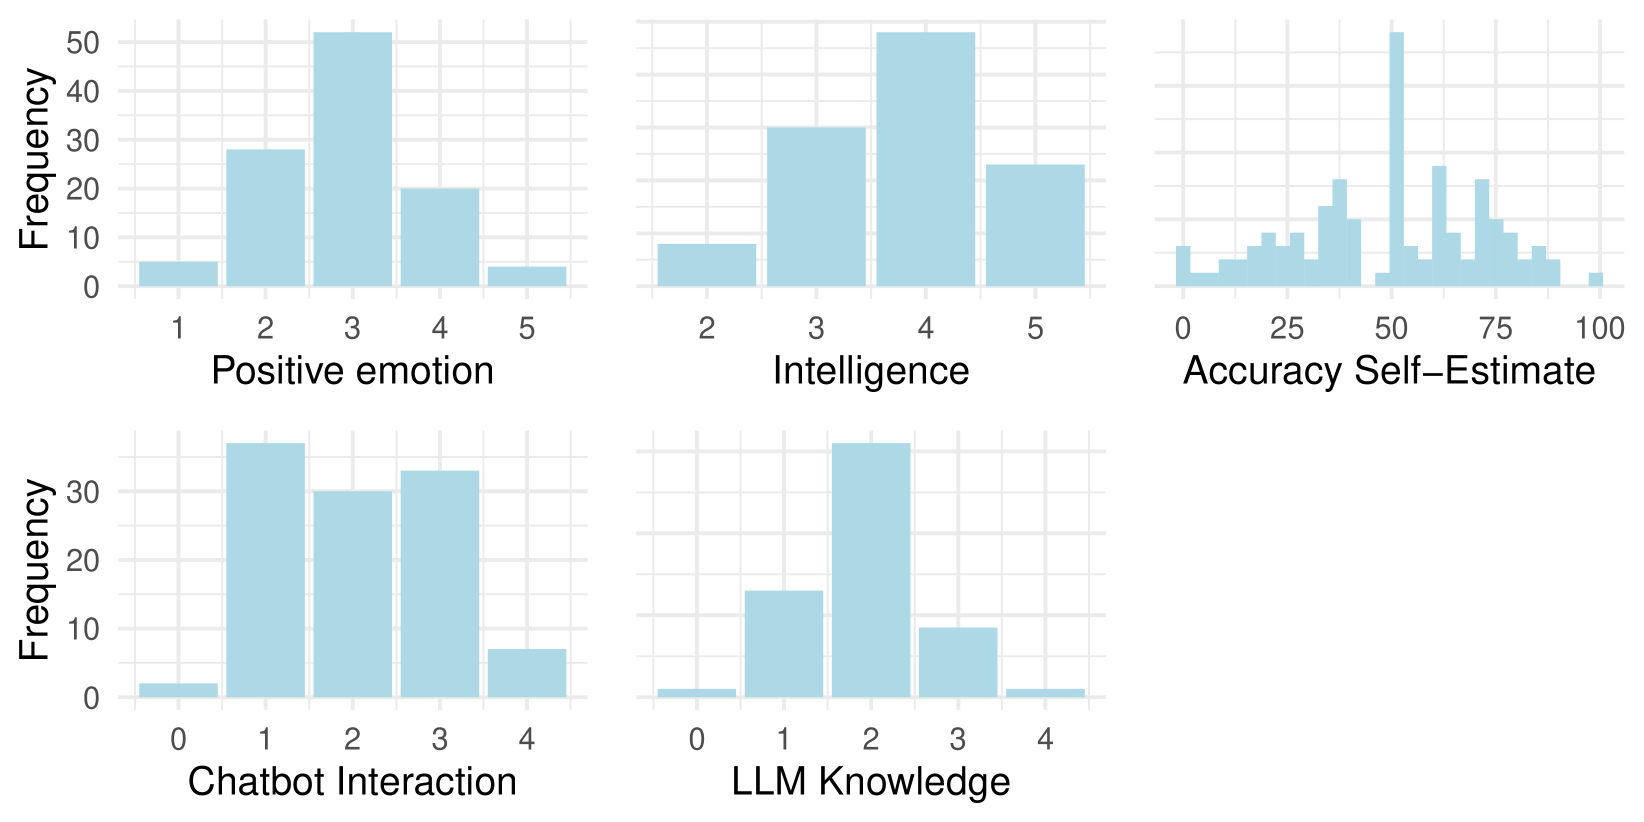 Frequency
50
40
30
20
10
0
1 2 3 4 5
Positive emotion
2 3 4 5
Intelligence
0 25 50 75 100
Accuracy Self−Estimate
Frequency
30
20
10
0
0 1 2 3 4
Chatbot Interaction
0 1 2 3 4
LLM Knowledge